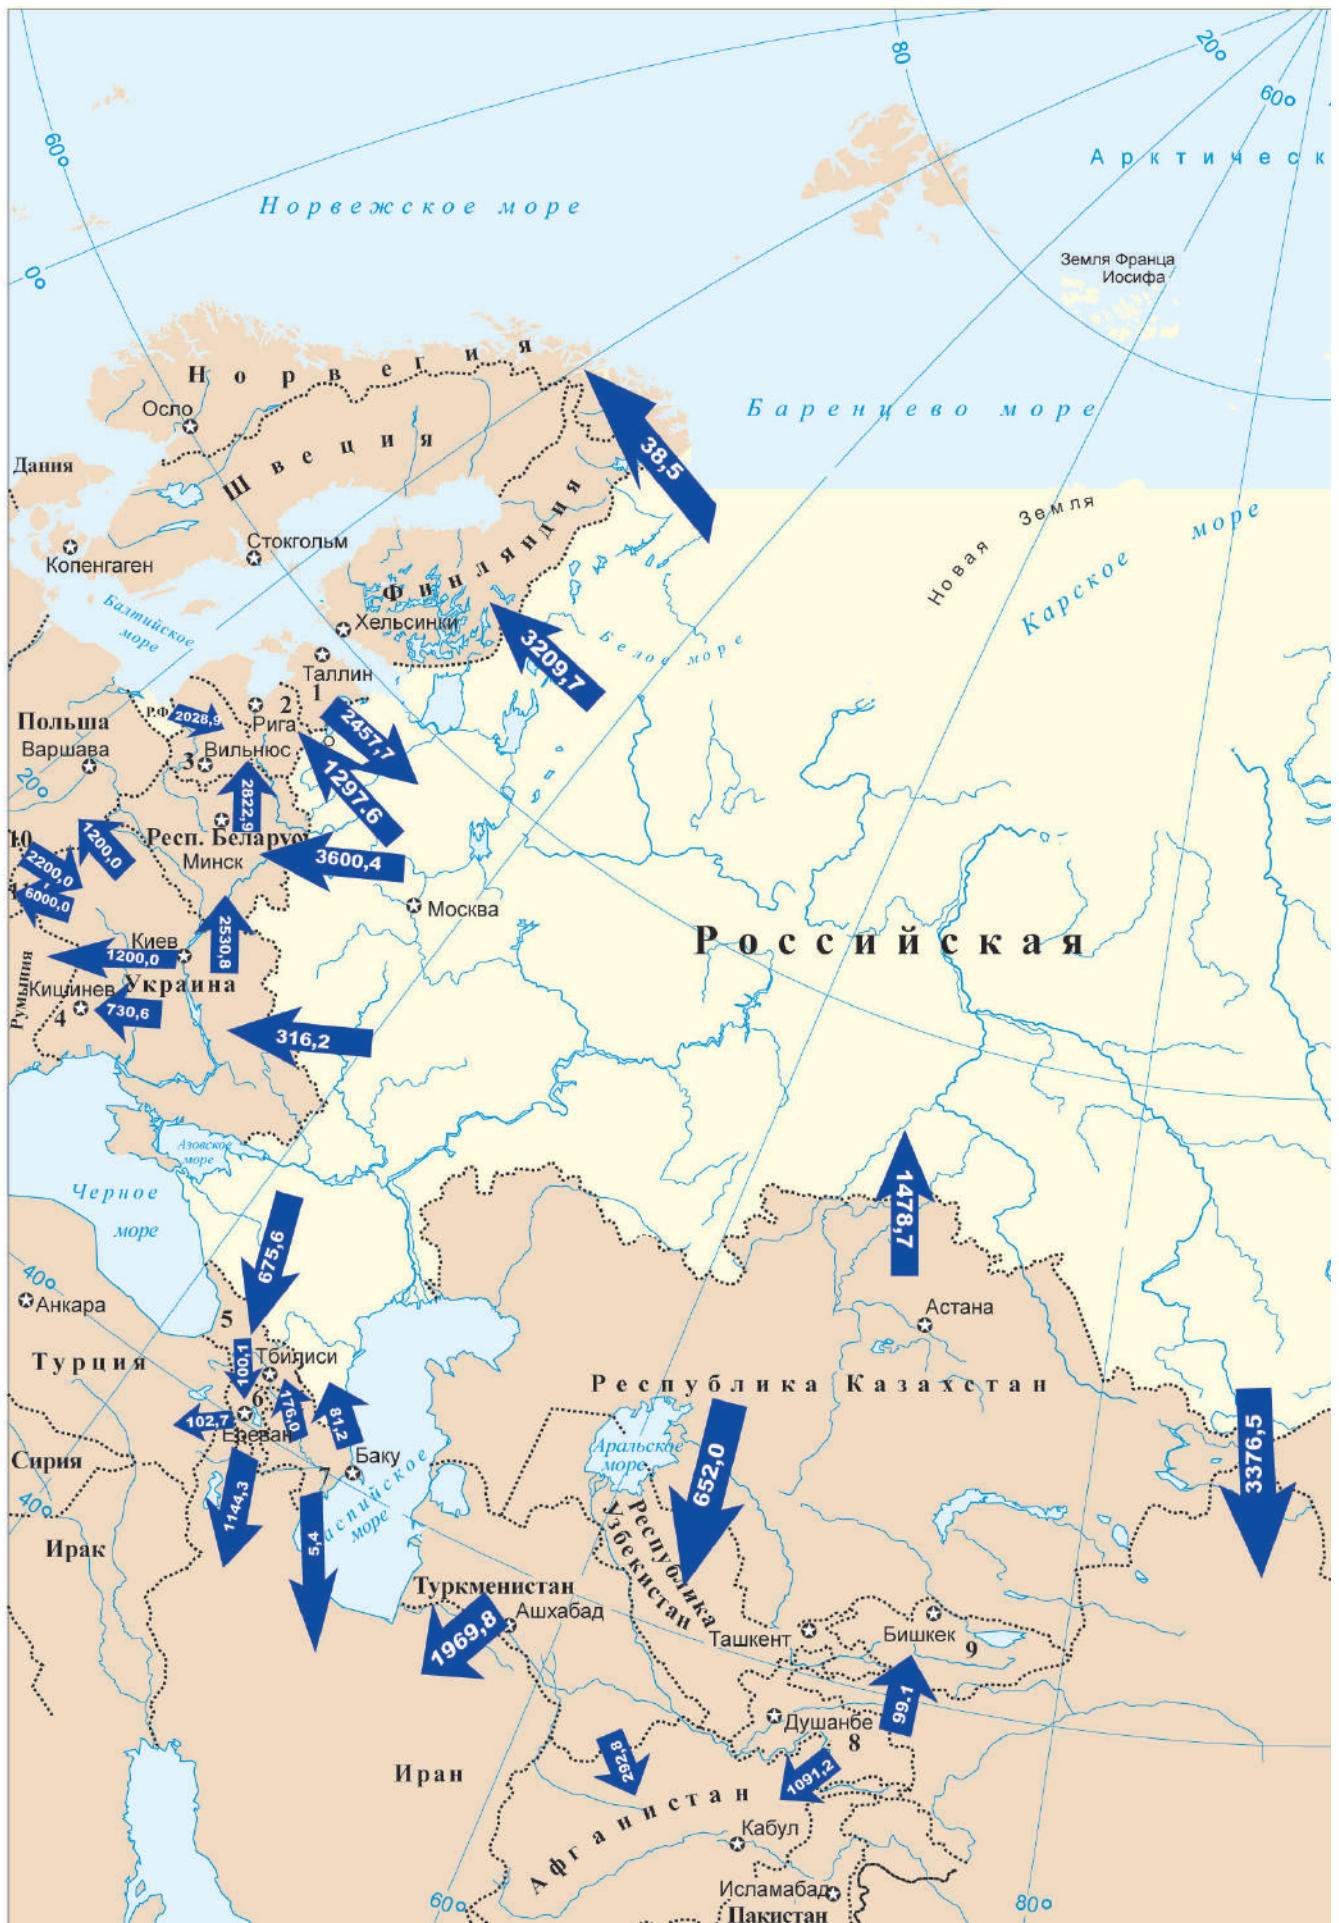 80
20°
60°
60°
Арктическ
Норвежское море
Земля Франца
Иосифа
0°
Норвегия
Осло
Баренцево море
Швеция
38,5
Дания
Финляндия
Новая Земля
Карское море
Стокгольм
Копенгаген
Балтийское
море
Хельсинки
Белое море
3209,7
Таллин
1
2
Р.Ф.
2028,9
Рига
2457,7
Польша
Варшава
Вильнюс
3
20°
1297.6
2822,9
10
1200,0
Респ. Беларусь
Минск
3600,4
2200,0
6000,0
Москва
2530,8
Российская
Киев
1200,0
Украина
Румыния
Кишинев
4
730,6
316,2
Азовское
море
Черное
море
1478,7
675,6
40°
Анкара
5
Астана
Турция
100,1
Тбилиси
6
Республика Казахстан
176,0
81,2
102,7
Ереван
3376,5
Баку
7
Аральское
море
652,0
Сирия
40°
1144,3
Каспийское
море
Ирак
5,4
Республика
Узбекистан
Туркменистан
Ашхабад
1969,8
Ташкент
Бишкек
9
99.1
Душанбе
8
292,8
1091,2
Иран
Афганистан
Кабул
Исламабад
60°
80°
Пакистан